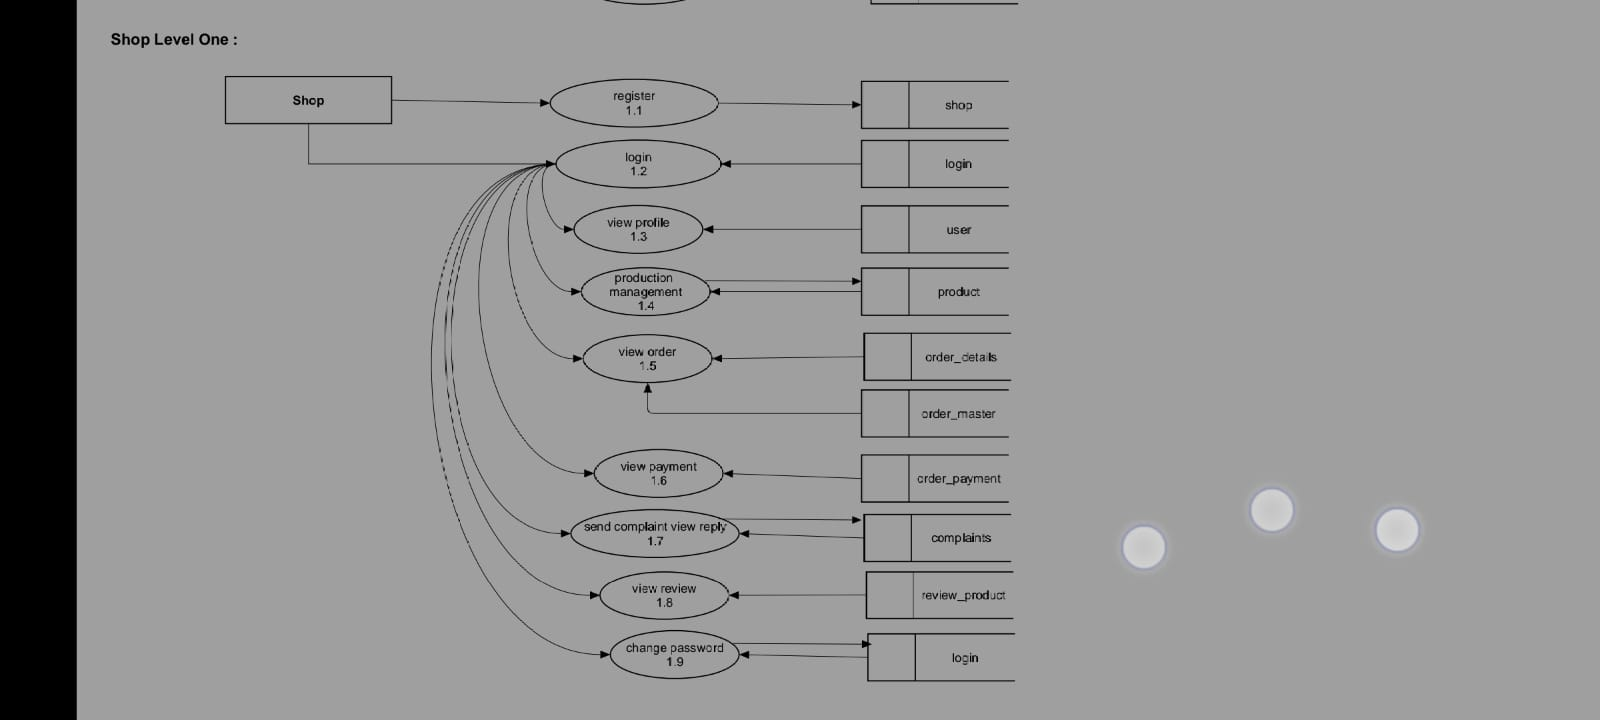 Shop Level One :
Shop
register
1.1
shop
login
1.2
login
view profile
1.3
user
production
management
1.4
product
view order
1.5
order_details
order_master
view payment
1.6
order_payment
send complaint view reply
1.7
complaints
view review
1.8
review_product
change password
1.9
login